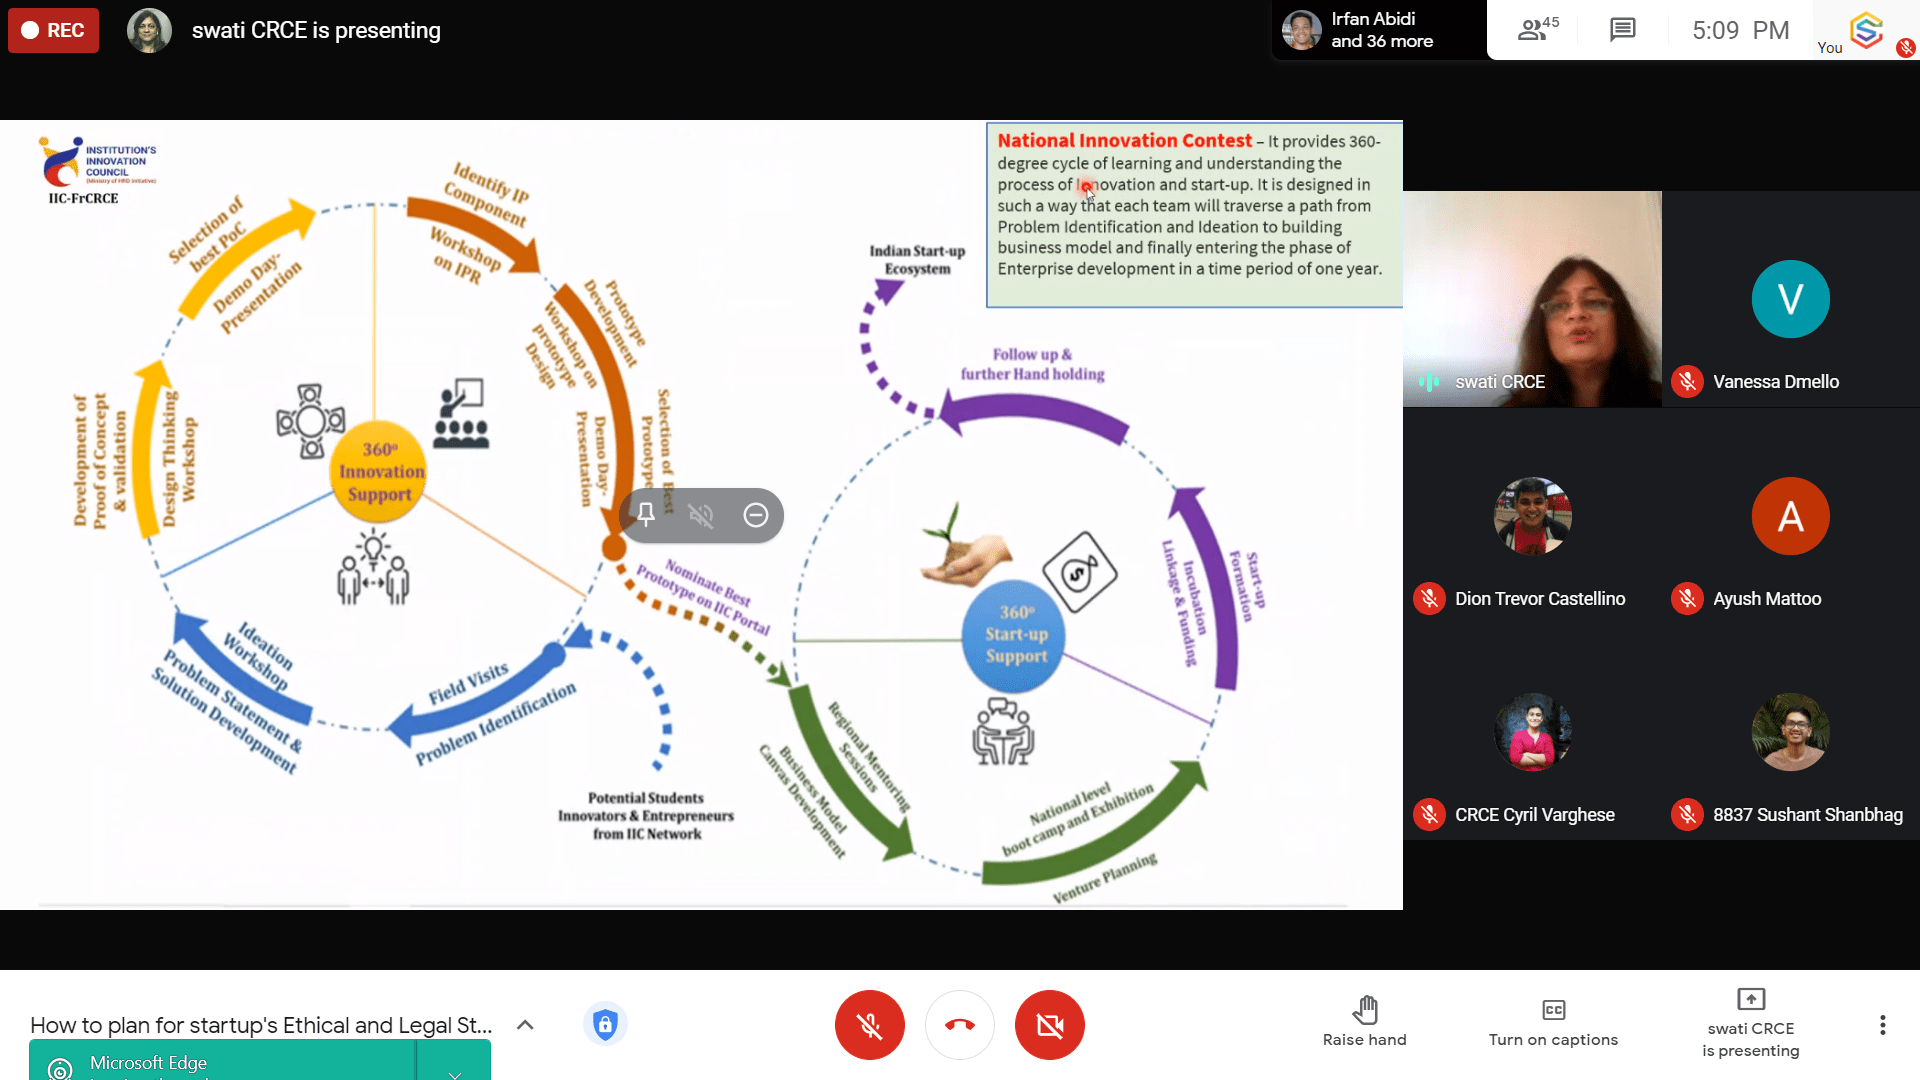 REC
swati CRCE is presenting
Irfan Abidi
and 36 more
45
5:09 PM
You
INSTITUTION'S
INNOVATION
COUNCIL
(Ministry of HRD Initiative)
IIC-FrCRCE
National Innovation Contest – It provides 360-
degree cycle of learning and understanding the
process of Innovation and start-up. It is designed in
such a way that each team will traverse a path from
Problem Identification and Ideation to building
business model and finally entering the phase of
Enterprise development in a time period of one year.
Selection of
best PoC
Demo Day-
Presentation
Identify IP
Component
Workshop
on IPR
Prototype
Development
Workshop on
prototype
Design
Selection of Best
Prototype
Demo Day-
Presentation
Development of
Proof of Concept
& validation
Design Thinking
Workshop
360º
Innovation
Support
Ideation
Workshop
Problem Statement &
Solution Development
Field Visits
Problem Identification
Potential Students
Innovators & Entrepreneurs
from IIC Network
Nominate Best
Prototype on IIC Portal
Indian Start-up
Ecosystem
Follow up &
further Hand holding
Start-up
Formation
Incubation
Linkage & Funding
360º
Start-up
Support
Regional Mentoring
Sessions
Business Model
Canvas Development
National level
boot camp and Exhibition
Venture Planning
swati CRCE
V
Vanessa Dmello
Dion Trevor Castellino
A
Ayush Mattoo
CRCE Cyril Varghese
8837 Sushant Shanbhag
How to plan for startup's Ethical and Legal St...
Microsoft Edge
Raise hand
CC
Turn on captions
swati CRCE
is presenting